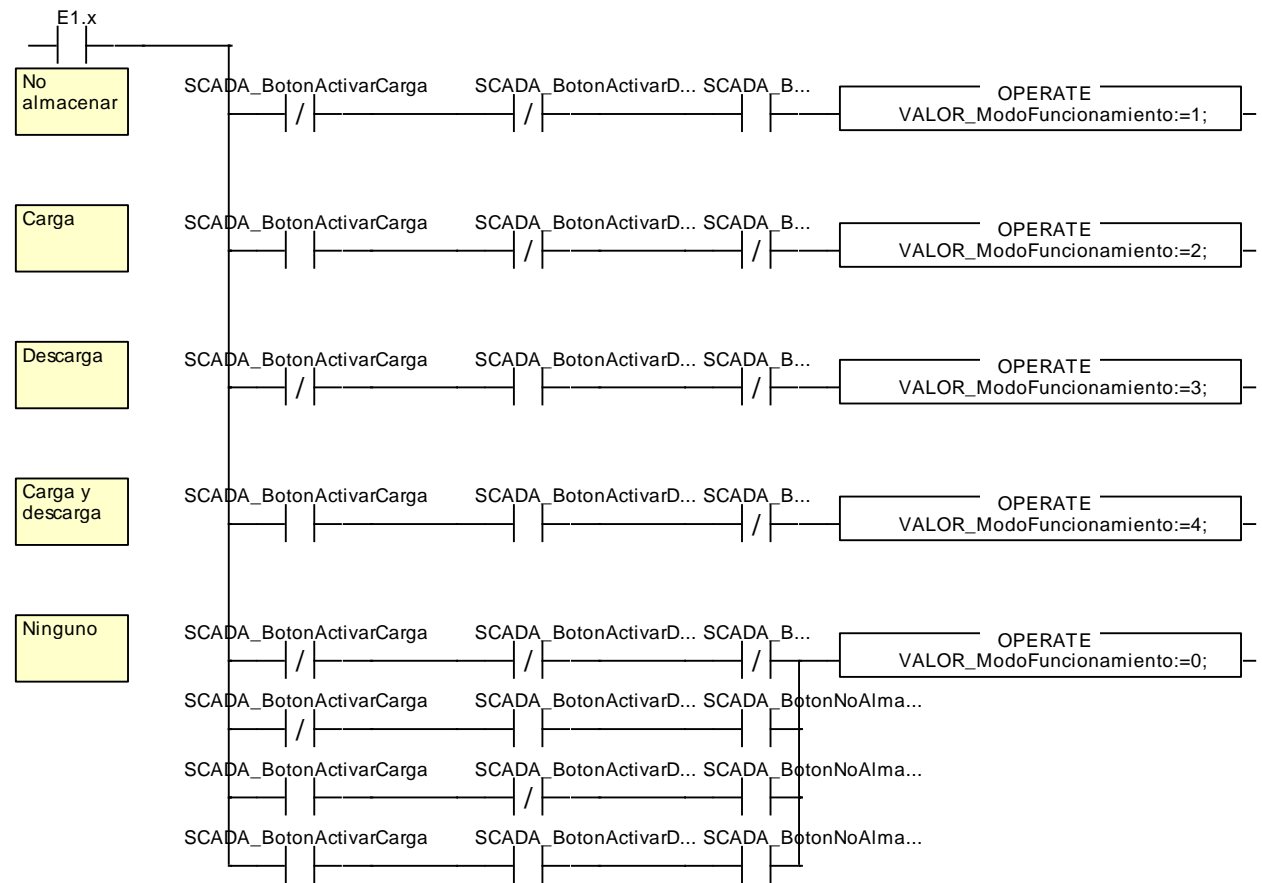 E1.x
No
almacenar
SCADA_BotonActivarCarga SCADA_BotonActivarD... SCADA_B...
OPERATE
VALOR_ModoFuncionamiento:=1;
Carga
SCADA_BotonActivarCarga SCADA_BotonActivarD... SCADA_B...
OPERATE
VALOR_ModoFuncionamiento:=2;
Descarga
SCADA_BotonActivarCarga SCADA_BotonActivarD... SCADA_B...
OPERATE
VALOR_ModoFuncionamiento:=3;
Carga y
descarga
SCADA_BotonActivarCarga SCADA_BotonActivarD... SCADA_B...
OPERATE
VALOR_ModoFuncionamiento:=4;
Ninguno
SCADA_BotonActivarCarga SCADA_BotonActivarD... SCADA_B...
OPERATE
VALOR_ModoFuncionamiento:=0;
SCADA_BotonActivarCarga SCADA_BotonActivarD... SCADA_BotonNoAlma...
SCADA_BotonActivarCarga SCADA_BotonActivarD... SCADA_BotonNoAlma...
SCADA_BotonActivarCarga SCADA_BotonActivarD... SCADA_BotonNoAlma...